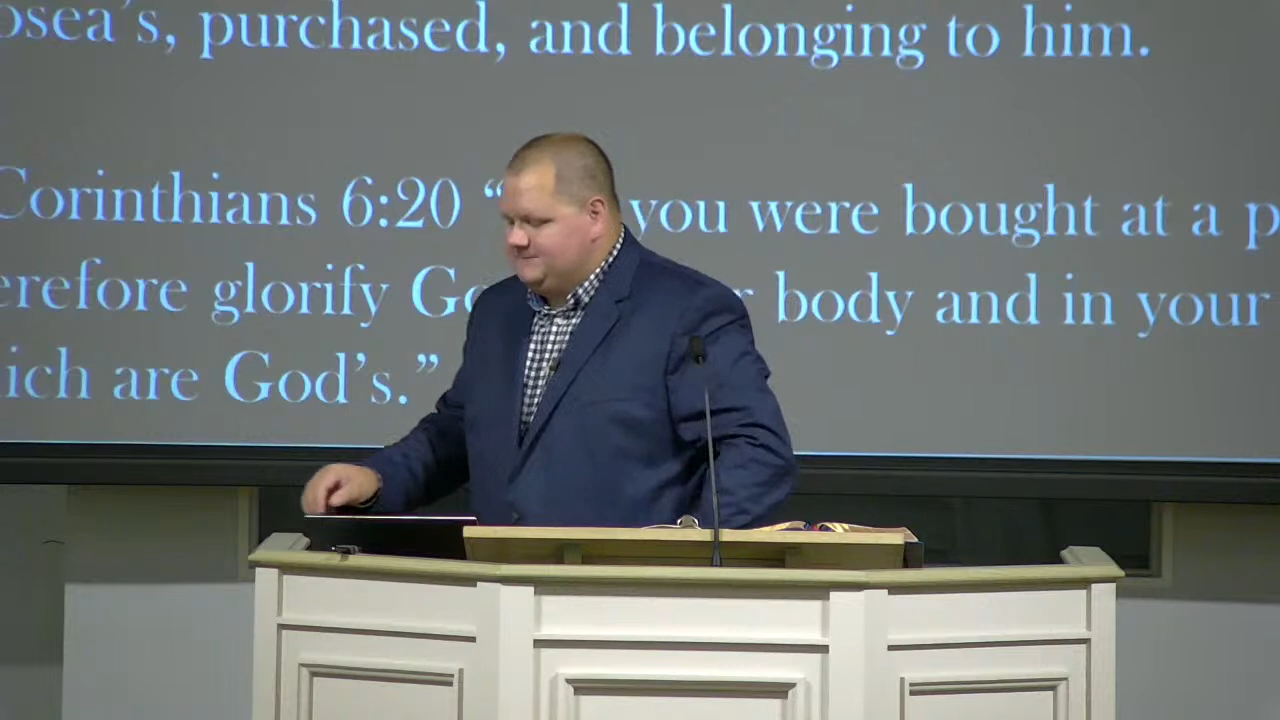 osea's, purchased, and belonging to him.
Corinthians 6:20 “ you were bought at a p
erefore glorify Go r body and in your
ich are God's.”